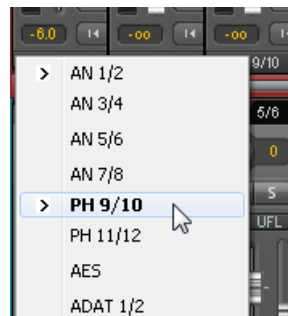 -6.0 -oo -oo
9/10
> AN 1/2
AN 3/4
5/6
AN 5/6
0
AN 7/8
S
> PH 9/10
UFL
PH 11/12
AES
ADAT 1/2